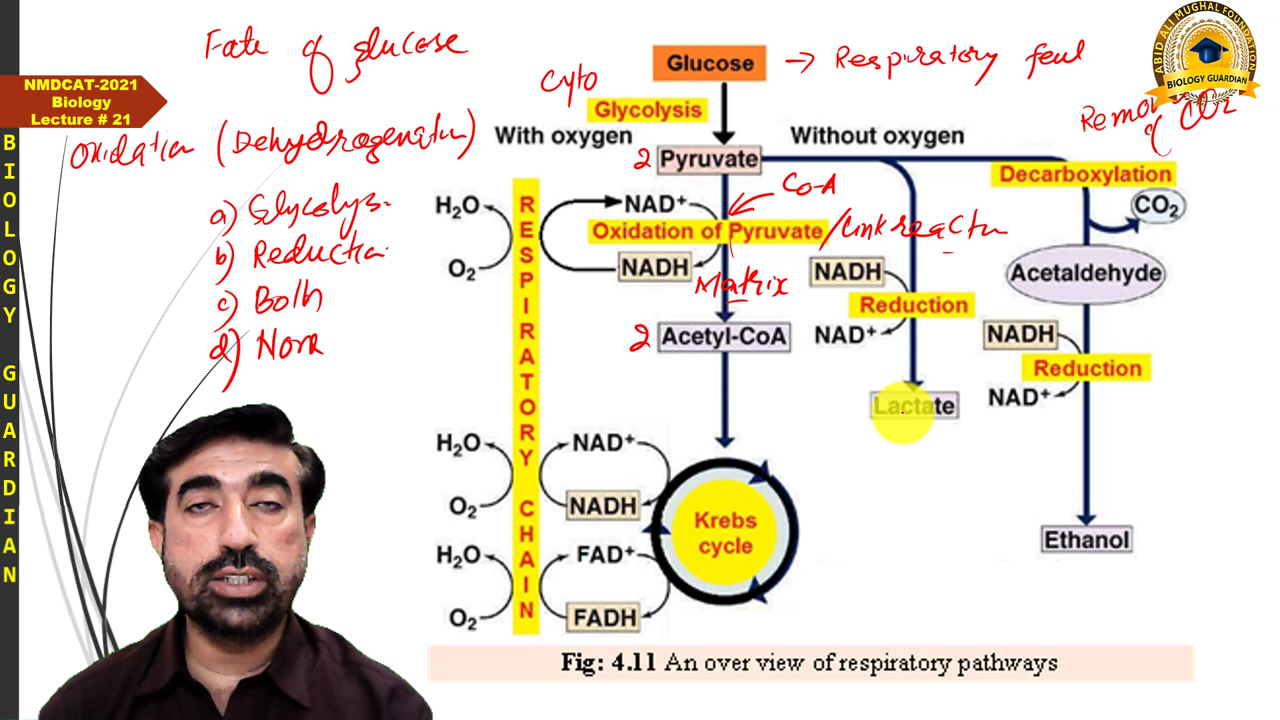 NMDCAT-2021
Biology
Lecture # 21
BIOLOGY GUARDIAN
ABID ALI MUGHAL FOUNDATION
BIOLOGY GUARDIAN
Fate of glucose
Oxidation (Dehydrogenation)
a) Glycolysis
b) Reduction
c) Both
d) None
Glucose
→ Respiratory feul
Cyto
Glycolysis
With oxygen
Without oxygen
2 Pyruvate
of CO2
Decarboxylation
CO2
Co-A
NAD+
Oxidation of Pyruvate
/Link reaction
NADH
Matrix
H2O
O2
RESPIRATORY CHAIN
2 Acetyl-CoA
NADH
Reduction
NAD+
Lactate
Acetaldehyde
NADH
Reduction
NAD+
Ethanol
H2O
NAD+
O2
NADH
Krebs
cycle
H2O
FAD+
O2
FADH
Fig: 4.11 An over view of respiratory pathways